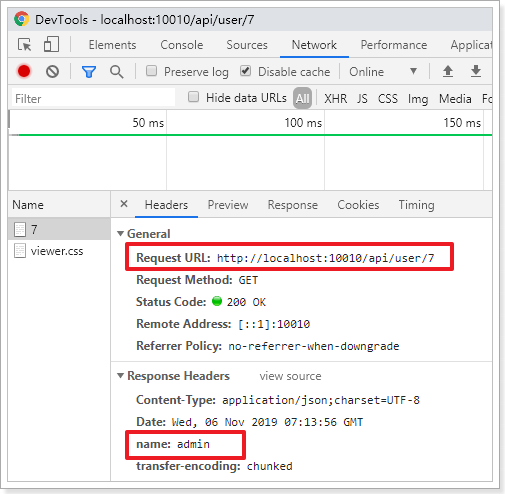 DevTools - localhost:10010/api/user/7
Elements Console Sources Network Performance Applicat
Preserve log Disable cache Online
Filter Hide data URLs All XHR JS CSS Img Media Fo
50 ms 100 ms 150 ms
Name × Headers Preview Response Cookies Timing
7
viewer.css
General
Request URL: http://localhost:10010/api/user/7
Request Method: GET
Status Code: 200 OK
Remote Address: [::1]:10010
Referrer Policy: no-referrer-when-downgrade
Response Headers view source
Content-Type: application/json;charset=UTF-8
Date: Wed, 06 Nov 2019 07:13:56 GMT
name: admin
transfer-encoding: chunked